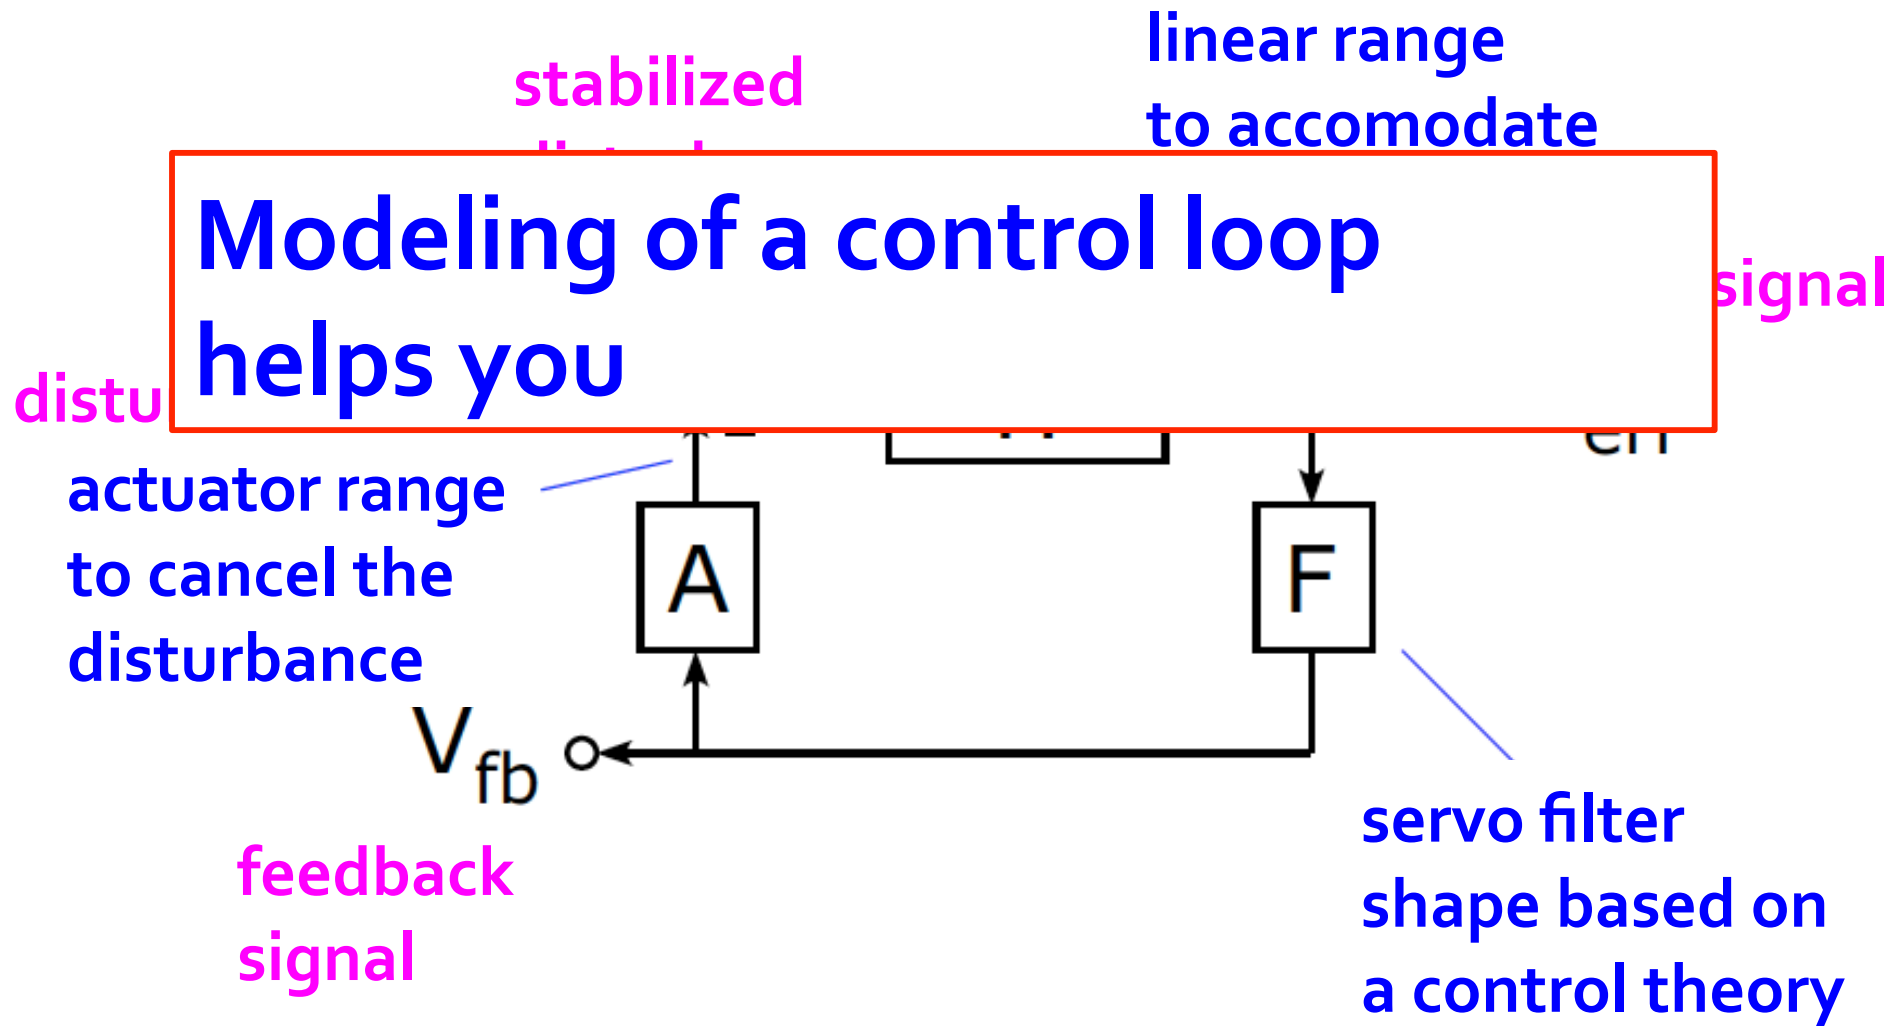 linear range
to accomodate
stabilized
Modeling of a control loop
helps you
signal
actuator range
to cancel the
disturbance
A
F
V fb
feedback
signal
servo filter
shape based on
a control theory